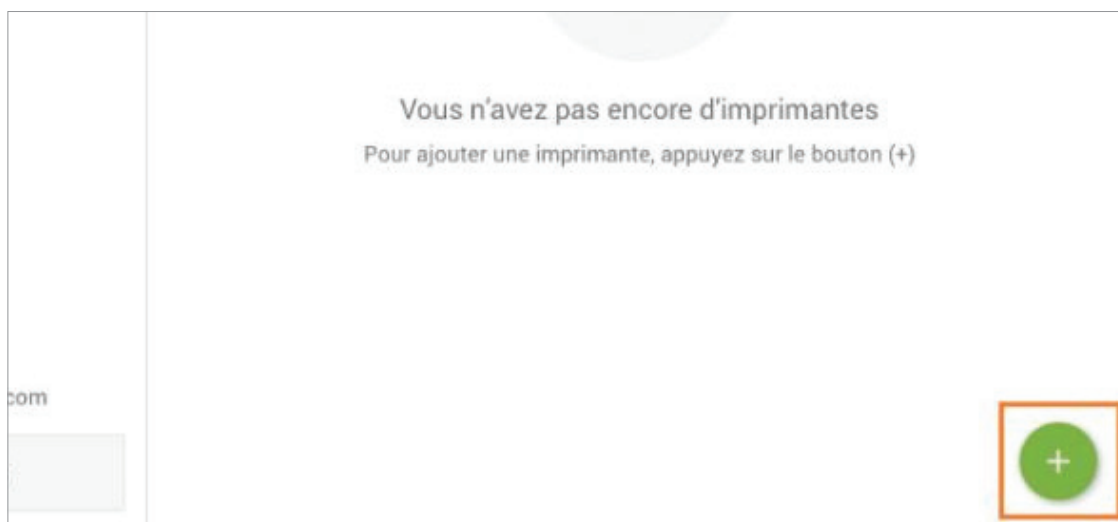 Vous n'avez pas encore d'imprimantes
Pour ajouter une imprimante, appuyez sur le bouton (+)
com
+